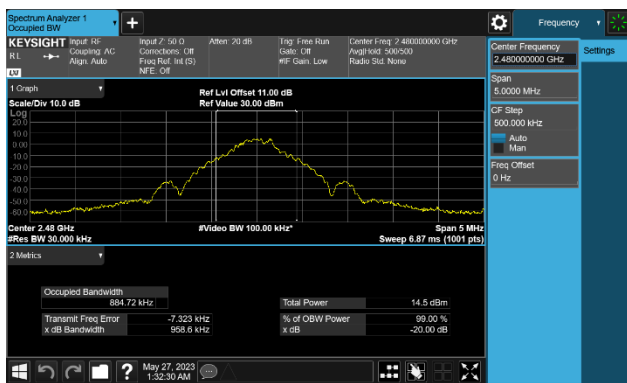 Spectrum Analyzer 1
Occupied BW
Frequency
KEYSIGHT
Input: RF
Coupling: AC
Align: Auto
Input Z: 50 Ω
Corrections: Off
Freq Ref: Int (S)
NFE: Off
Atten: 20 dB
Trig: Free Run
Gate: Off
#IF Gain: Low
Center Freq: 2.480000000 GHz
Avg|Hold: 500/500
Radio Std: None
R L
LXI
Center Frequency
2.480000000 GHz
Settings
Span
5.0000 MHz
CF Step
500.000 kHz
Auto
Man
Freq Offset
0 Hz
1 Graph
Scale/Div 10.0 dB
Ref Lvl Offset 11.00 dB
Ref Value 30.00 dBm
Log
20.0
10.0
0.00
-10.0
-20.0
-30.0
-40.0
-50.0
-60.0
Center 2.48 GHz
#Res BW 30.000 kHz
#Video BW 100.00 kHz*
Span 5 MHz
Sweep 6.87 ms (1001 pts)
2 Metrics
Occupied Bandwidth
884.72 kHz
Total Power 14.5 dBm
Transmit Freq Error -7.323 kHz
% of OBW Power 99.00 %
x dB Bandwidth 958.6 kHz
x dB -20.00 dB
?
May 27, 2023
1:32:30 AM